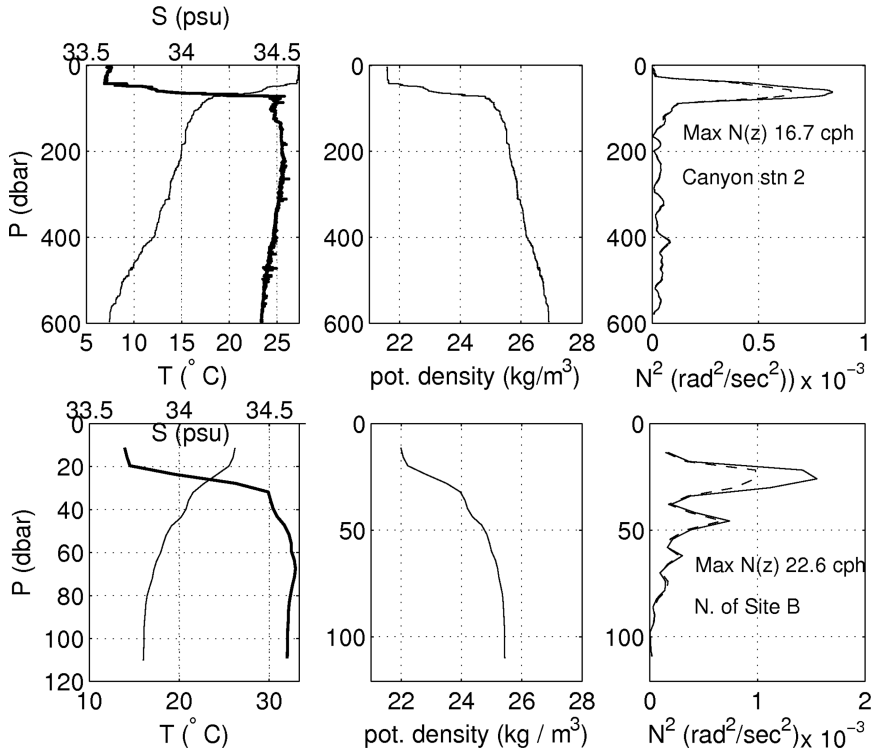 S (psu)
33.5 34 34.5
0
200
400
600
P (dbar)
5 10 15 20 25
T (° C)
0
200
400
600
22 24 26 28
pot. density (kg/m³)
0
200
400
600
Max N(z) 16.7 cph
Canyon stn 2
0 0.5 1
N² (rad²/sec²)) x 10⁻³
33.5 34 34.5
S (psu)
0
20
40
60
80
100
120
P (dbar)
10 20 30
T (° C)
0
50
100
22 24 26 28
pot. density (kg / m³)
0
50
100
Max N(z) 22.6 cph
N. of Site B
0 1 2
N² (rad²/sec²) x 10⁻³